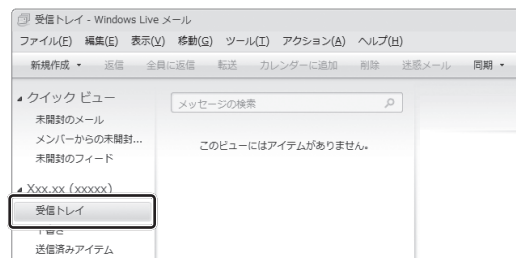 受信トレイ - Windows Live メール
ファイル(F) 編集(E) 表示(V) 移動(G) ツール(T) アクション(A) ヘルプ(H)
新規作成 返信 全員に返信 転送 カレンダーに追加 削除 迷惑メール 同期
クイック ビュー
未開封のメール
メンバーからの未開封...
未開封のフィード
Xxx.xx (xxxxx)
受信トレイ
送信済みアイテム
メッセージの検索
このビューにはアイテムがありません。